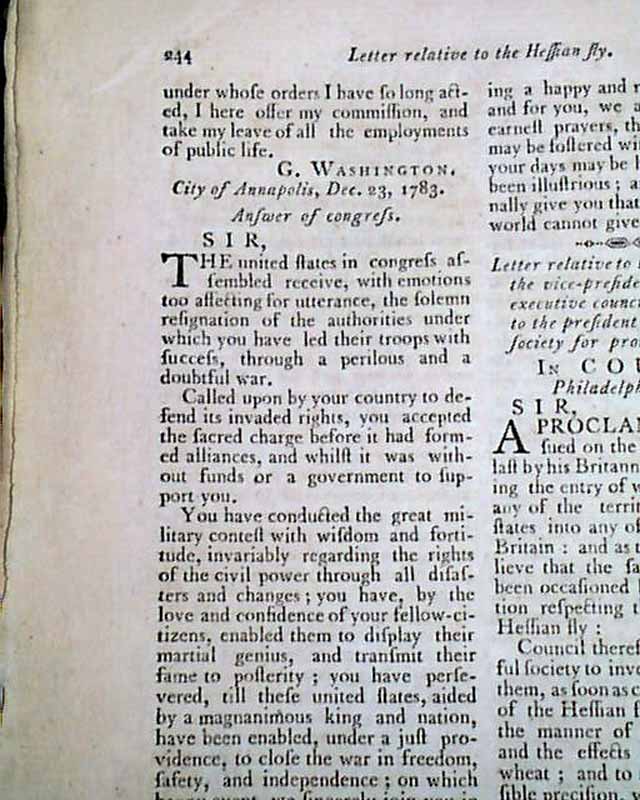 244
Letter relative to the Heſſian fly.
under whoſe orders I have ſo long act-
ed, I here offer my commiſſion, and
take my leave of all the employments
of public life.
G. WASHINGTON.
City of Annapolis, Dec. 23, 1783.
Anſwer of congreſs.
SIR,
THE united ſtates in congreſs aſ-
ſembled receive, with emotions
too affecting for utterance, the ſolemn
reſignation of the authorities under
which you have led their troops with
ſucceſs, through a perilous and a
doubtful war.
Called upon by your country to de-
fend its invaded rights, you accepted
the ſacred charge before it had form-
ed alliances, and whilſt it was with-
out funds or a government to ſup-
port you.
You have conducted the great mi-
litary conteſt with wiſdom and forti-
tude, invariably regarding the rights
of the civil power through all diſaſ-
ters and changes; you have, by the
love and confidence of your fellow-ci-
tizens, enabled them to diſplay their
martial genius, and tranſmit their
fame to poſterity; you have perſe-
vered, till theſe united ſtates, aided
by a magnanimous king and nation,
have been enabled, under a juſt pro-
vidence, to cloſe the war in freedom,
ſafety, and independence; on which
ing a happy and
and for you, we
earneſt prayers, th
may be foſtered wi
your days may be
been illuſtrious; a
nally give you that
world cannot give
Letter relative to
the vice-preſide
executive counc
to the preſident
ſociety for pro
IN COU
Philadelph
SIR,
A PROCLA
ſued on the
laſt by his Britann
ing the entry of w
any of the terri
ſtates into any of
Britain: and as t
lieve that the ſa
been occaſioned
tion reſpecting t
Heſſian fly:
Council theref
ful ſociety to inve
them, as ſoon as c
of the Heſſian f
the manner of
and the effects
wheat; and to
ſible preciſion, w